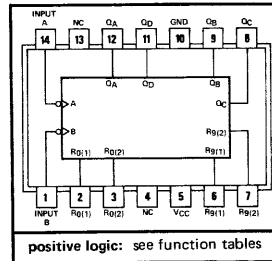 INPUT
A NC QA QD GND QB QC
14 13 12 11 10 9 8
QA QD QB
A QC
B R9(2)
R0(1) R0(2) R9(1)
1 2 3 4 5 6 7
INPUT R0(1) R0(2) NC VCC R9(1) R9(2)
B
positive logic: see function tables